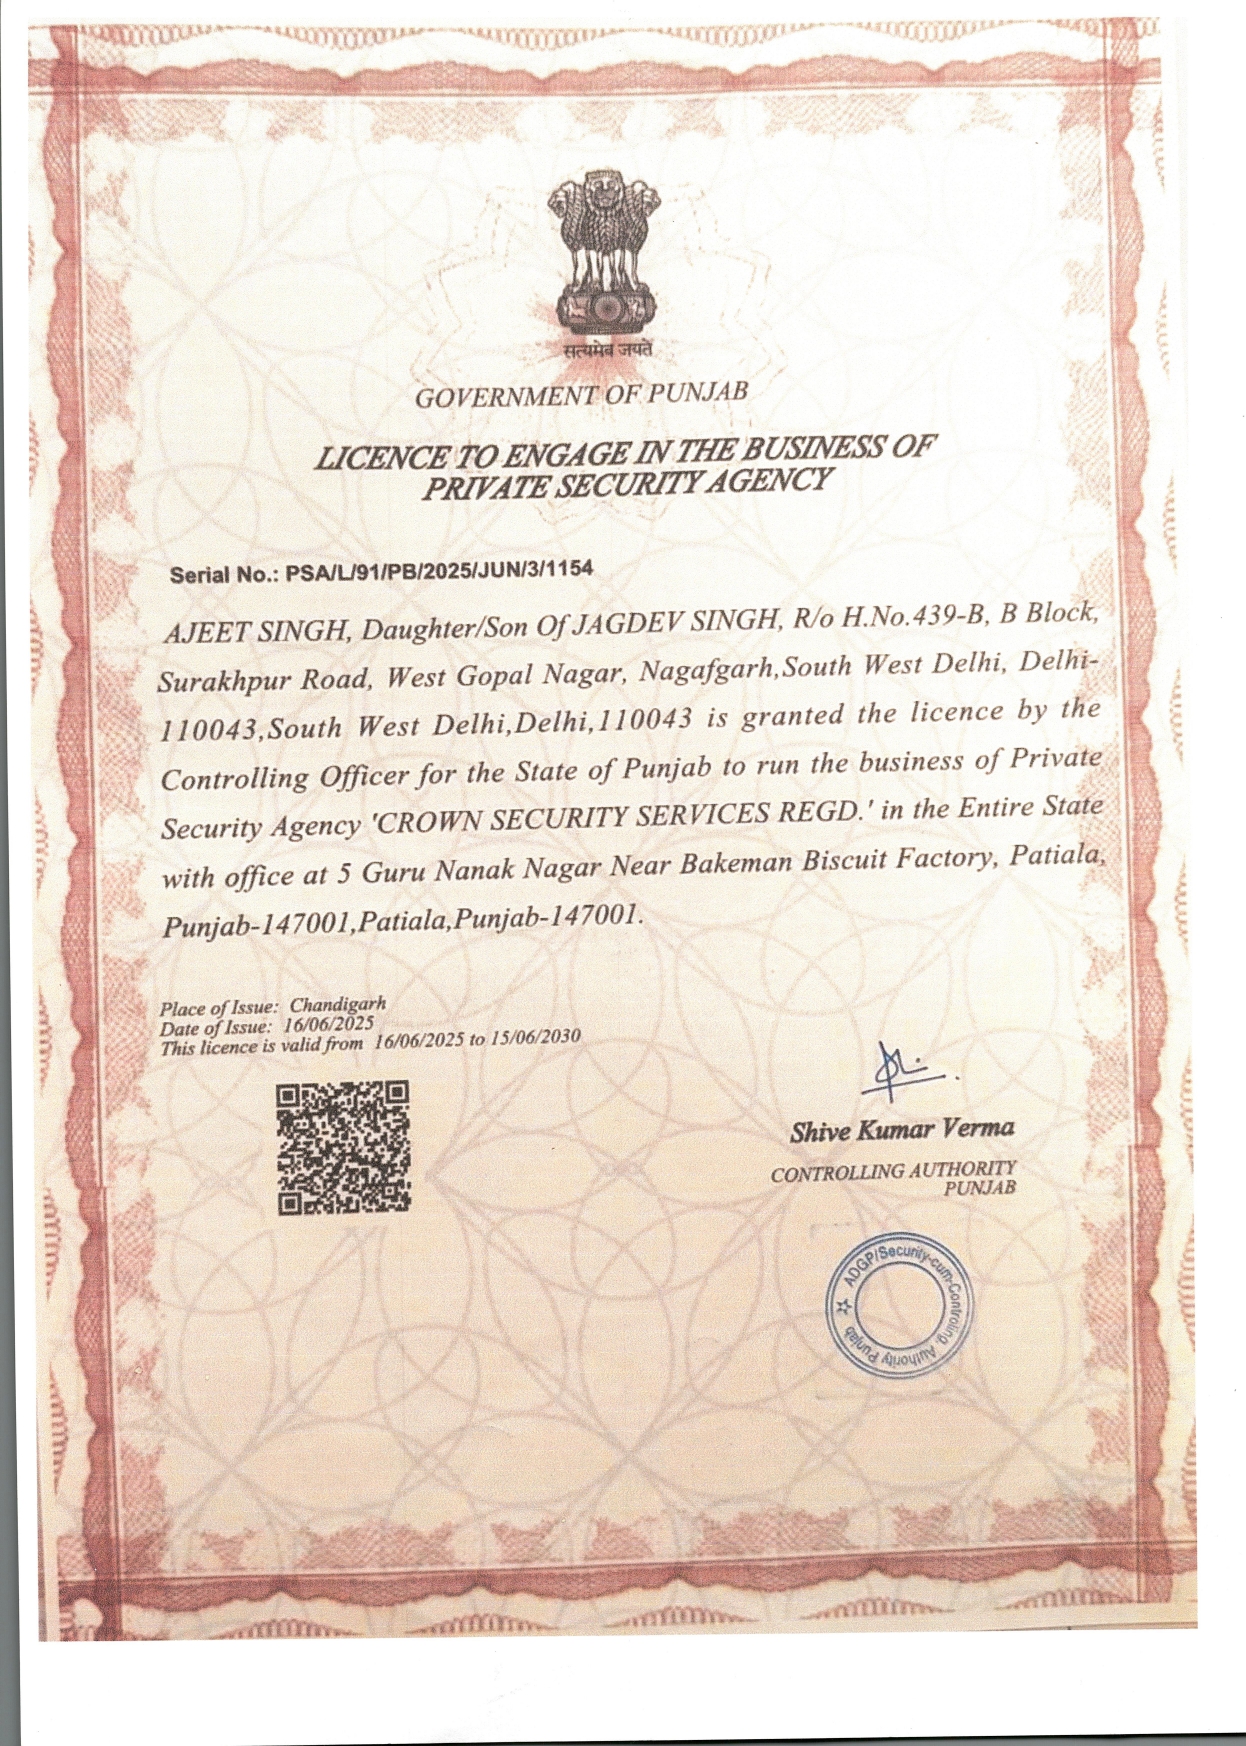 सत्यमेव जयते
GOVERNMENT OF PUNJAB
LICENCE TO ENGAGE IN THE BUSINESS OF
PRIVATE SECURITY AGENCY
Serial No.: PSA/L/91/PB/2025/JUN/3/1154
AJEET SINGH, Daughter/Son Of JAGDEV SINGH, R/o H.No.439-B, B Block,
Surakhpur Road, West Gopal Nagar, Nagafgarh,South West Delhi, Delhi-
110043,South West Delhi,Delhi,110043 is granted the licence by the
Controlling Officer for the State of Punjab to run the business of Private
Security Agency 'CROWN SECURITY SERVICES REGD.' in the Entire State
with office at 5 Guru Nanak Nagar Near Bakeman Biscuit Factory, Patiala,
Punjab-147001,Patiala,Punjab-147001.
Place of Issue: Chandigarh
Date of Issue: 16/06/2025
This licence is valid from 16/06/2025 to 15/06/2030
Shive Kumar Verma
CONTROLLING AUTHORITY
PUNJAB
ADGP/Security-cum-Controling, Authority Punjab